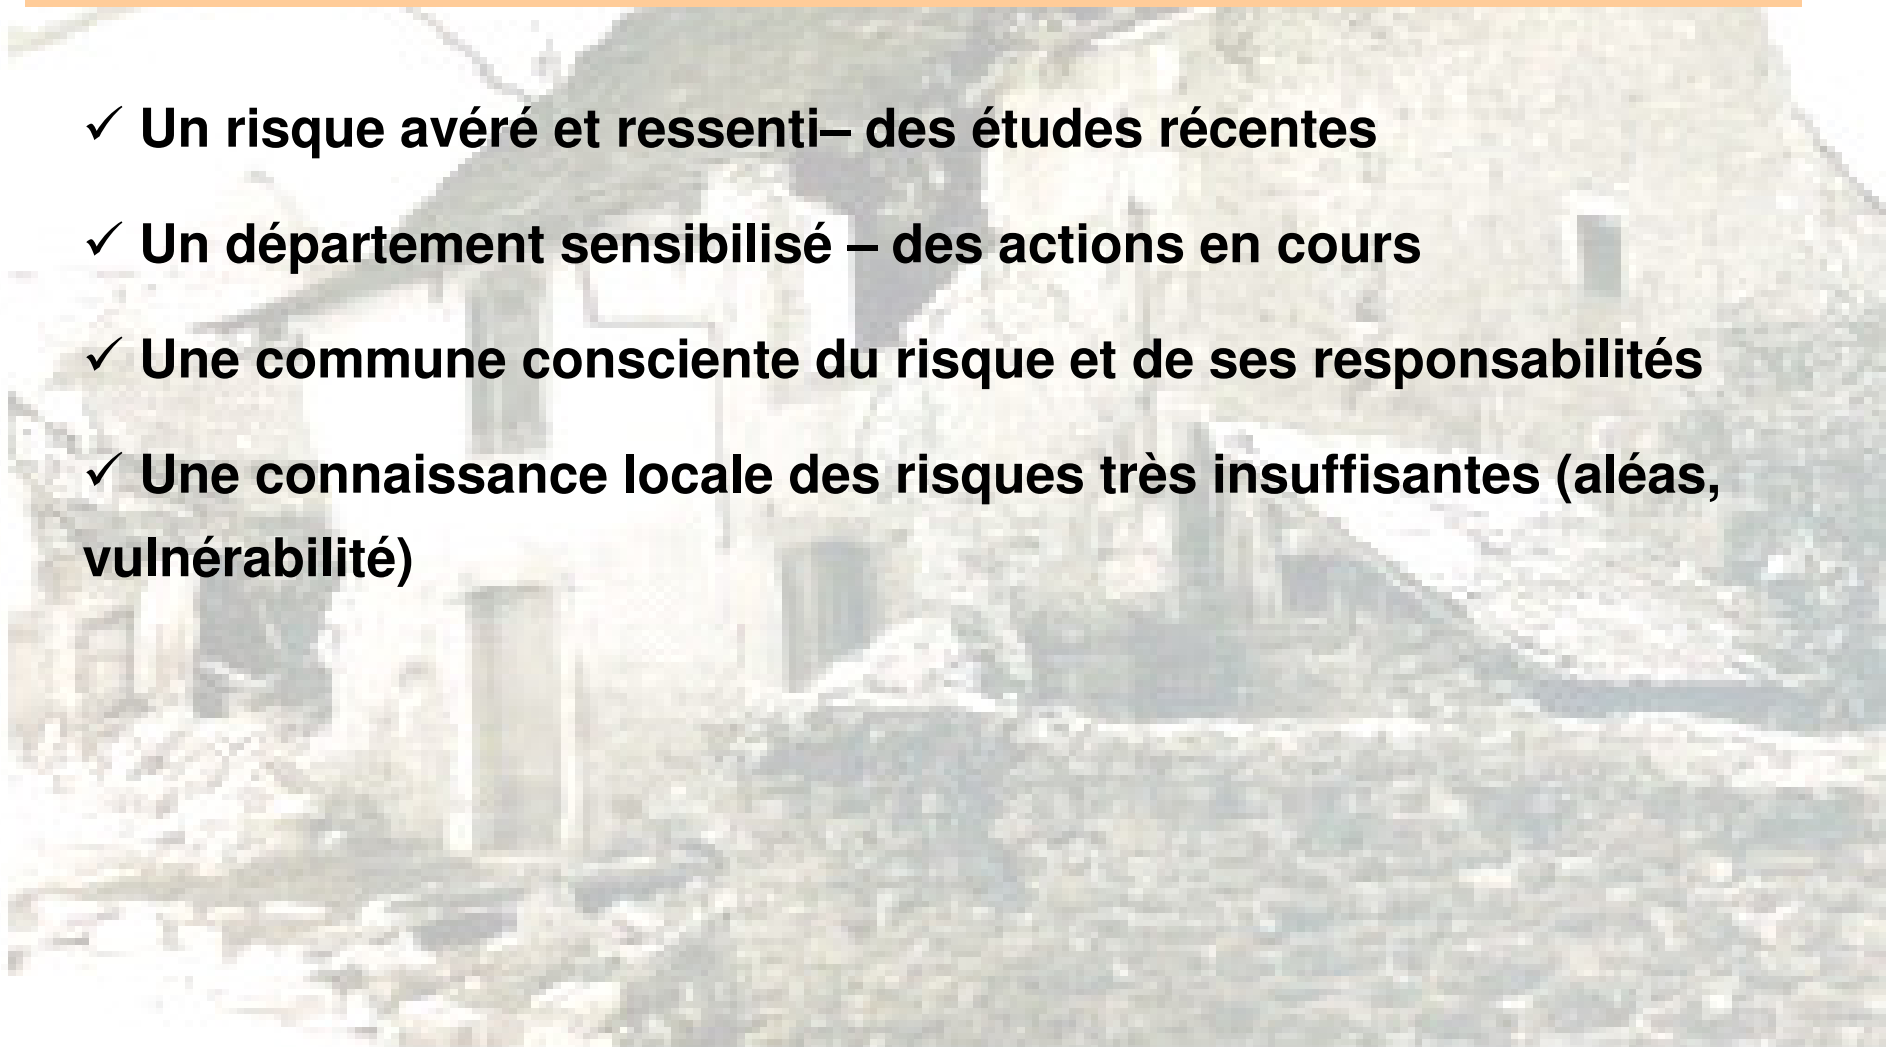 ✓ Un risque avéré et ressenti– des études récentes
✓ Un département sensibilisé – des actions en cours
✓ Une commune consciente du risque et de ses responsabilités
✓ Une connaissance locale des risques très insuffisantes (aléas,
vulnérabilité)